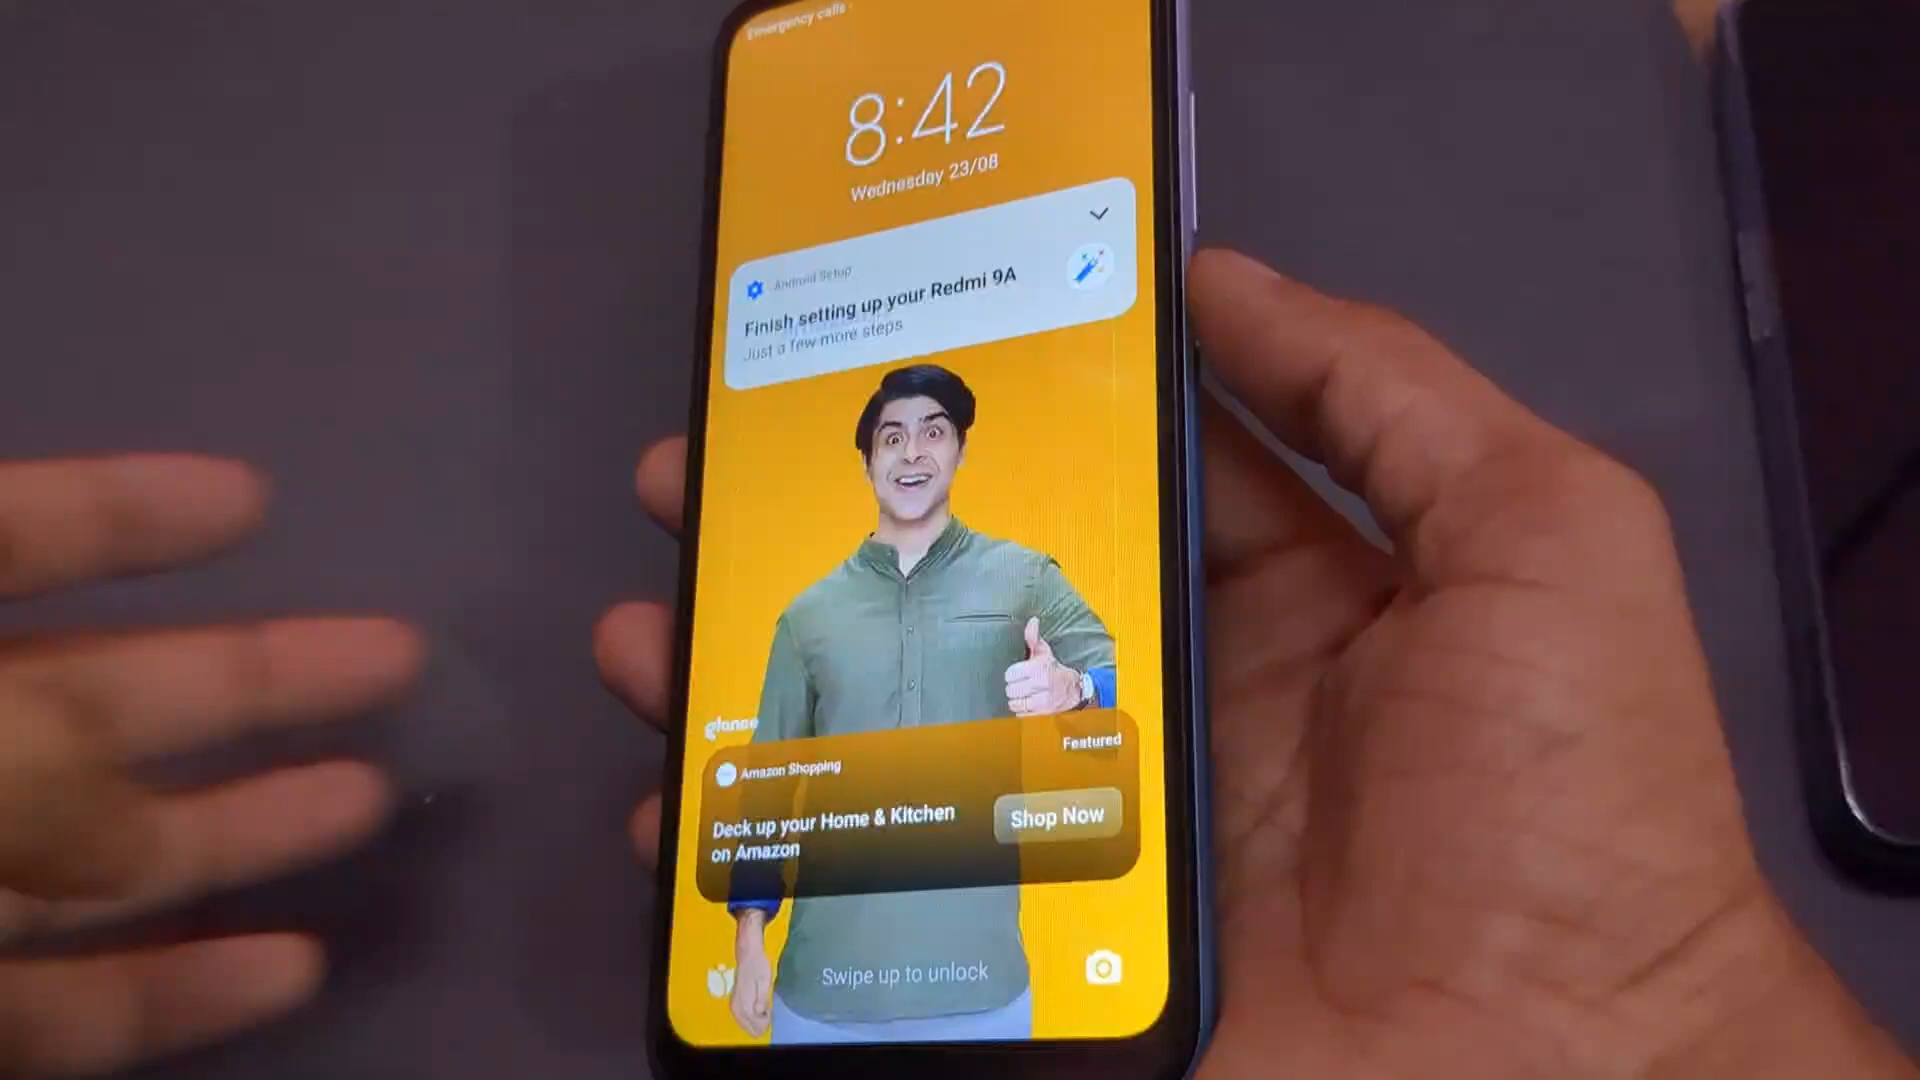 Emergency calls
8:42
Wednesday 23/08
Android Setup
Finish setting up your Redmi 9A
Just a few more steps
glance
Featured
Amazon Shopping
Deck up your Home & Kitchen
on Amazon
Shop Now
Swipe up to unlock